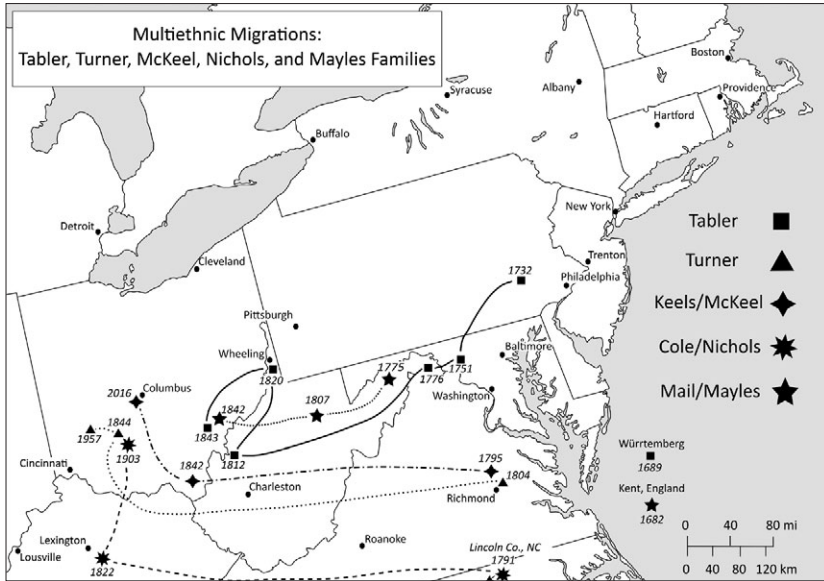 Multiethnic Migrations:
Tabler, Turner, McKeel, Nichols, and Mayles Families
Boston
Syracuse
Albany
Providence
Hartford
Buffalo
New York
Detroit
Tabler
Cleveland
Trenton
Turner
1732
Philadelphia
Keels/McKeel
Pittsburgh
Cole/Nichols
Wheeling
Baltimore
1820
1775
1776
1751
Mail/Mayles
Washington
Columbus
2016
1842
1807
1844
1843
1957
1903
1812
Würrtemberg
1689
Cincinnati
1842
1795
1804
Kent, England
1682
Charleston
Richmond
0 40 80 mi
Lexington
Roanoke
Lousville
Lincoln Co., NC
1791
1822
0 60 120 km